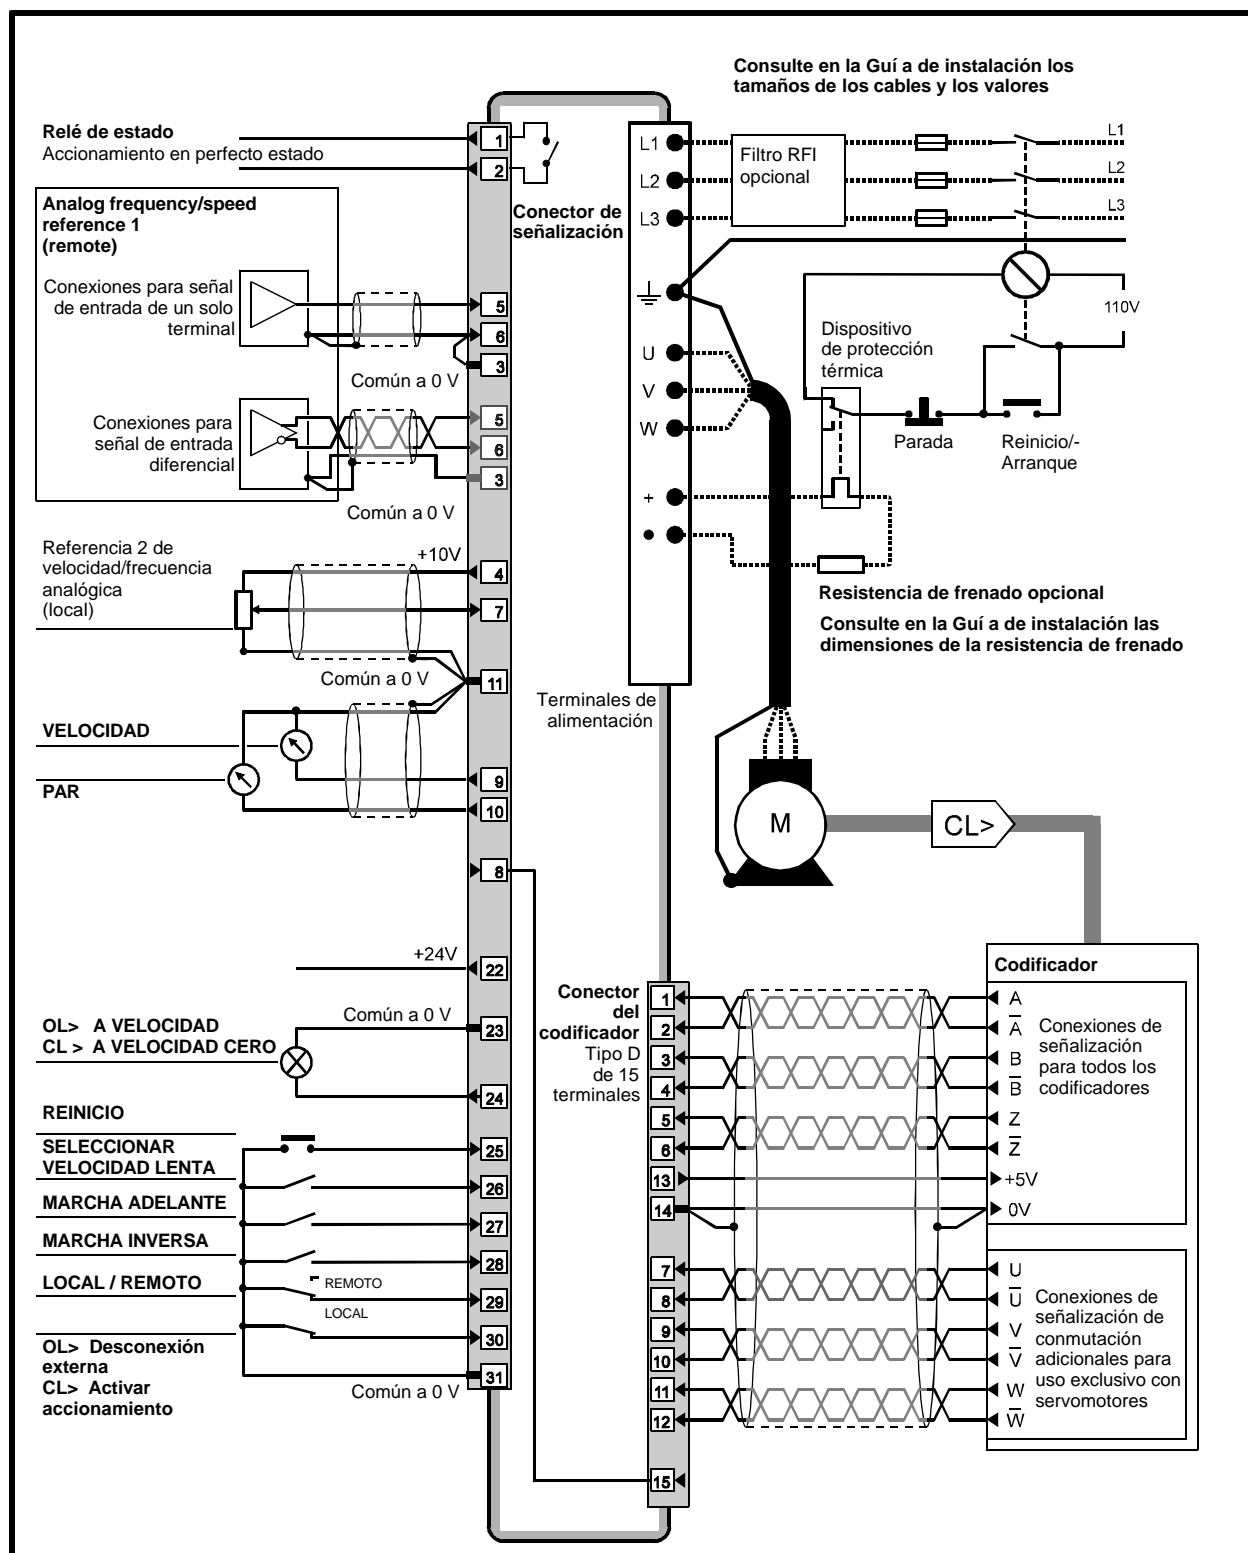 Consulte en la Guí a de instalación los
tamaños de los cables y los valores
Relé de estado
Accionamiento en perfecto estado
1
2
Conector de
señalización
L1
L2
L3
Filtro RFI
opcional
L1
L2
L3
Analog frequency/speed
reference 1
(remote)
Conexiones para señal
de entrada de un solo
terminal
5
6
3
Común a 0 V
Conexiones para
señal de entrada
diferencial
5
6
3
Común a 0 V
U
V
W
+
110V
Dispositivo
de protección
térmica
Parada
Reinicio/-
Arranque
Resistencia de frenado opcional
Consulte en la Guí a de instalación las
dimensiones de la resistencia de frenado
Referencia 2 de
velocidad/frecuencia
analógica
(local)
+10V
4
7
Común a 0 V
11
Terminales de
alimentación
VELOCIDAD
PAR
9
10
M
CL>
8
+24V
22
Común a 0 V
23
OL> A VELOCIDAD
CL > A VELOCIDAD CERO
24
REINICIO
25
SELECCIONAR
VELOCIDAD LENTA
26
MARCHA ADELANTE
27
MARCHA INVERSA
28
LOCAL / REMOTO
REMOTO
29
LOCAL
30
OL> Desconexión
externa
CL> Activar
accionamiento
Común a 0 V
31
Conector
del
codificador
Tipo D
de 15
terminales
1
2
3
4
5
6
13
14
7
8
9
10
11
12
15
Codificador
A
A̅
B
B̅
Z
Z̅
+5V
0V
Conexiones de
señalización
para todos los
codificadores
U
U̅
V
V̅
W
W̅
Conexiones de
señalización de
conmutación
adicionales para
uso exclusivo con
servomotores